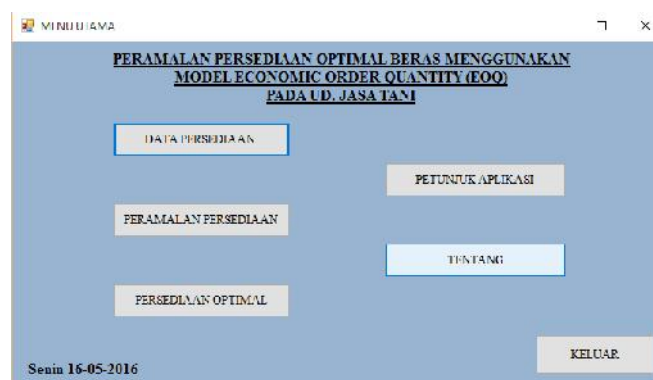 MENU UTAMA
PERAMALAN PERSEDIAAN OPTIMAL BERAS MENGGUNAKAN
MODEL ECONOMIC ORDER QUANTITY (EOQ)
PADA UD. JASA TANI
DATA PERSEDIAAN
PETUNJUK APLIKASI
PERAMALAN PERSEDIAAN
TENTANG
PERSEDIAAN OPTIMAL
KELUAR
Senin 16-05-2016